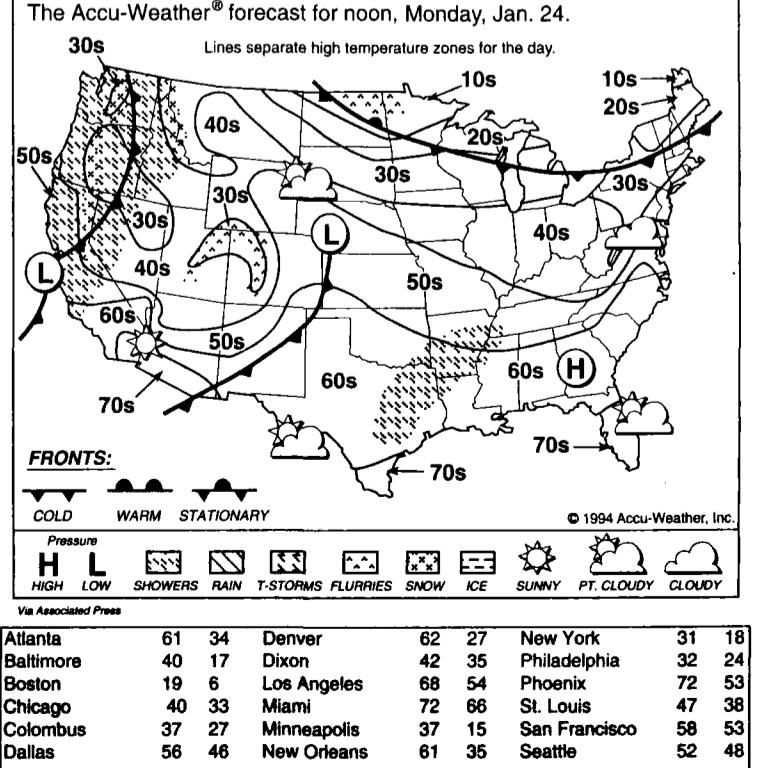 The Accu-Weather® forecast for noon, Monday, Jan. 24.
Lines separate high temperature zones for the day.
30s
10s
10s
20s
40s
20s
50s
30s
30s
30s
30s
L
40s
L
40s
50s
60s
50s
60s
60s
H
70s
70s
70s
FRONTS:
COLD WARM STATIONARY
© 1994 Accu-Weather, Inc.
Pressure
H L
HIGH LOW SHOWERS RAIN T-STORMS FLURRIES SNOW ICE SUNNY PT. CLOUDY CLOUDY
Via Associated Press
Atlanta 61 34 Denver 62 27 New York 31 18
Baltimore 40 17 Dixon 42 35 Philadelphia 32 24
Boston 19 6 Los Angeles 68 54 Phoenix 72 53
Chicago 40 33 Miami 72 66 St. Louis 47 38
Colombus 37 27 Minneapolis 37 15 San Francisco 58 53
Dallas 56 46 New Orleans 61 35 Seattle 52 48